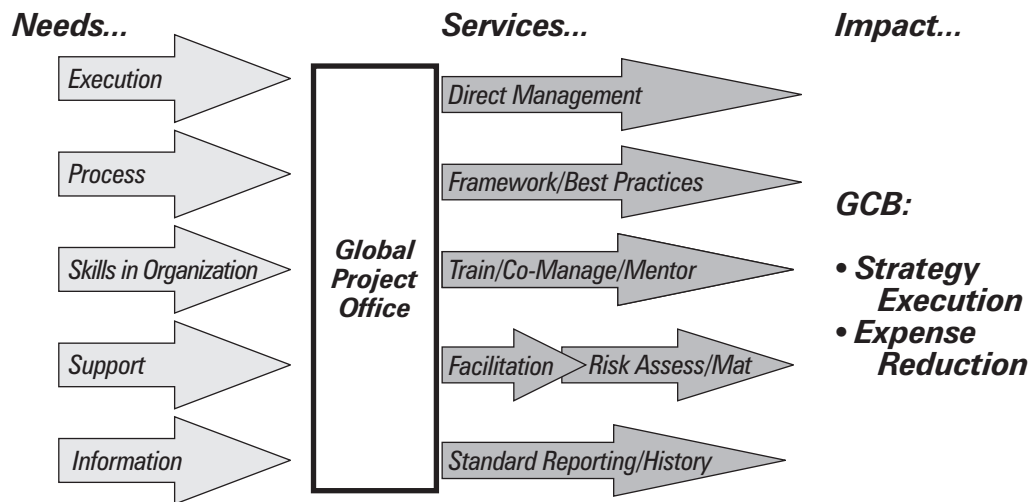 Needs...
Services...
Impact...
Execution
Process
Skills in Organization
Support
Information
Global
Project
Office
Direct Management
Framework/Best Practices
Train/Co-Manage/Mentor
Facilitation
Risk Assess/Mat
Standard Reporting/History
GCB:
• Strategy
Execution
• Expense
Reduction